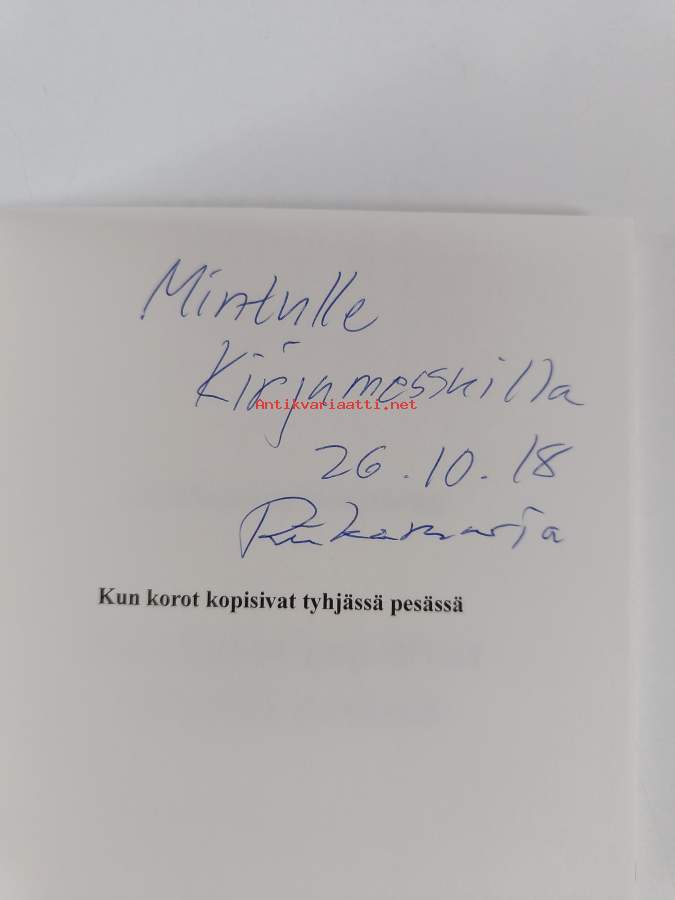 Mintulle
Kirjamessuilla
Antikvariaatti.net
26.10.18
Kun korot kopisivat tyhjässä pesässä